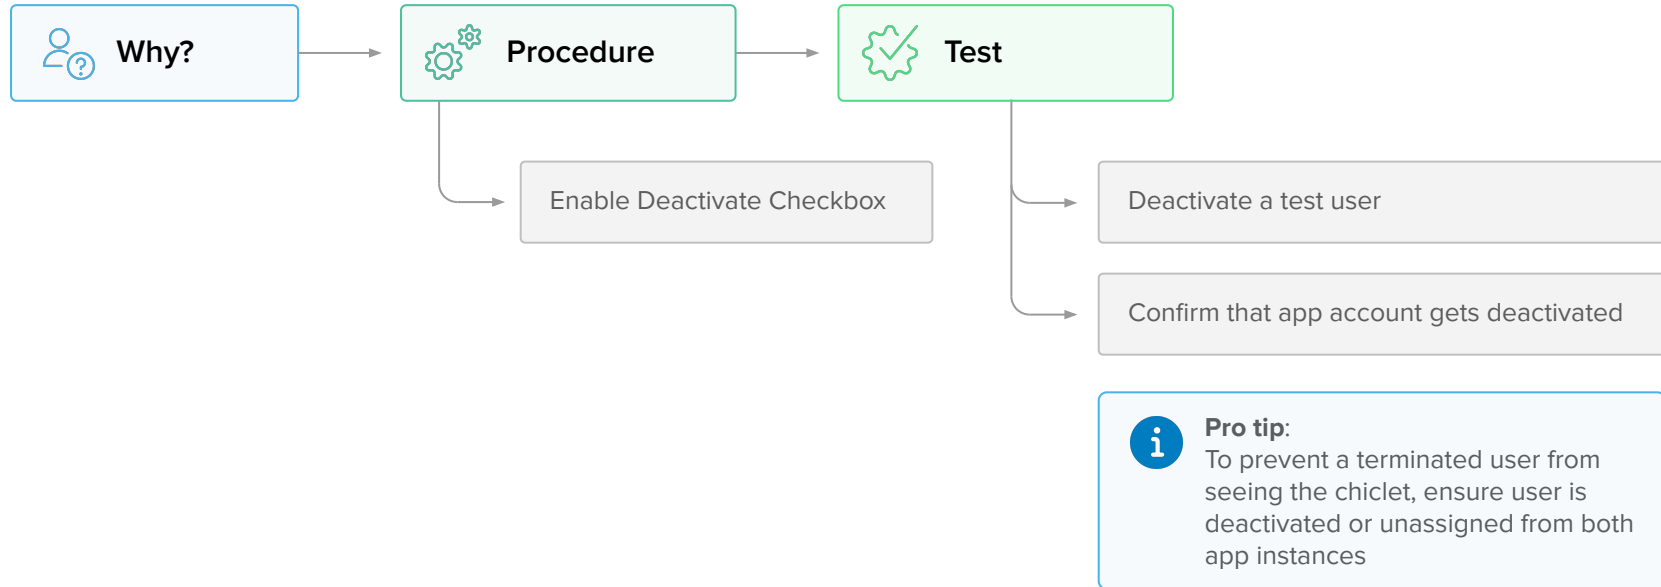 Why?
Procedure
Test
Enable Deactivate Checkbox
Deactivate a test user
Confirm that app account gets deactivated
Pro tip:
To prevent a terminated user from
seeing the chiclet, ensure user is
deactivated or unassigned from both
app instances